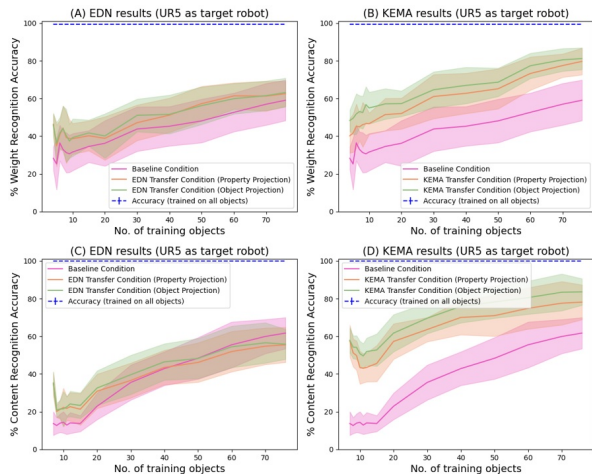 (A) EDN results (UR5 as target robot)
% Weight Recognition Accuracy
100
80
60
40
20
0
Baseline Condition
EDN Transfer Condition (Property Projection)
EDN Transfer Condition (Object Projection)
Accuracy (trained on all objects)
10 20 30 40 50 60 70
No. of training objects
(B) KEMA results (UR5 as target robot)
% Weight Recognition Accuracy
100
80
60
40
20
0
Baseline Condition
KEMA Transfer Condition (Property Projection)
KEMA Transfer Condition (Object Projection)
Accuracy (trained on all objects)
10 20 30 40 50 60 70
No. of training objects
(C) EDN results (UR5 as target robot)
% Content Recognition Accuracy
100
80
60
40
20
0
Baseline Condition
EDN Transfer Condition (Property Projection)
EDN Transfer Condition (Object Projection)
Accuracy (trained on all objects)
10 20 30 40 50 60 70
No. of training objects
(D) KEMA results (UR5 as target robot)
% Content Recognition Accuracy
100
80
60
40
20
0
Baseline Condition
KEMA Transfer Condition (Property Projection)
KEMA Transfer Condition (Object Projection)
Accuracy (trained on all objects)
10 20 30 40 50 60 70
No. of training objects